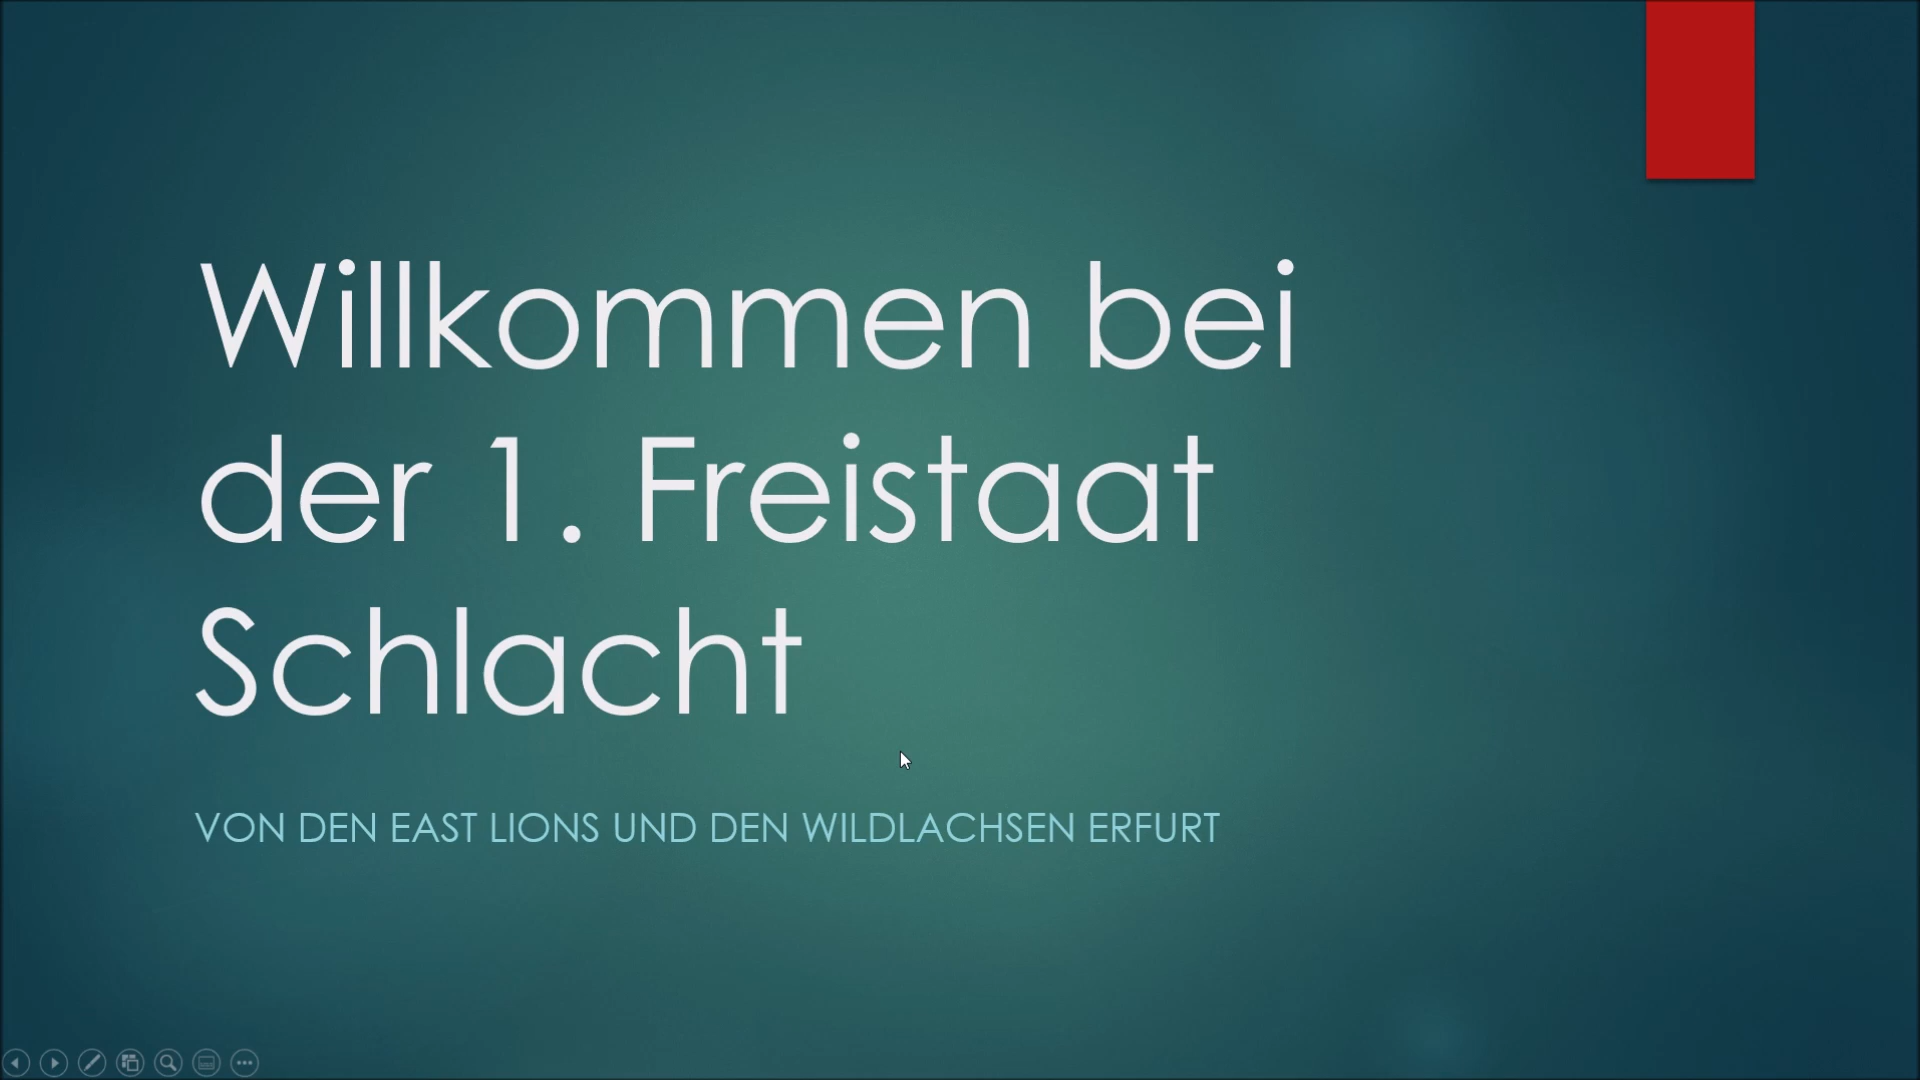 Willkommen bei
der 1. Freistaat
Schlacht
VON DEN EAST LIONS UND DEN WILDLACHSEN ERFURT